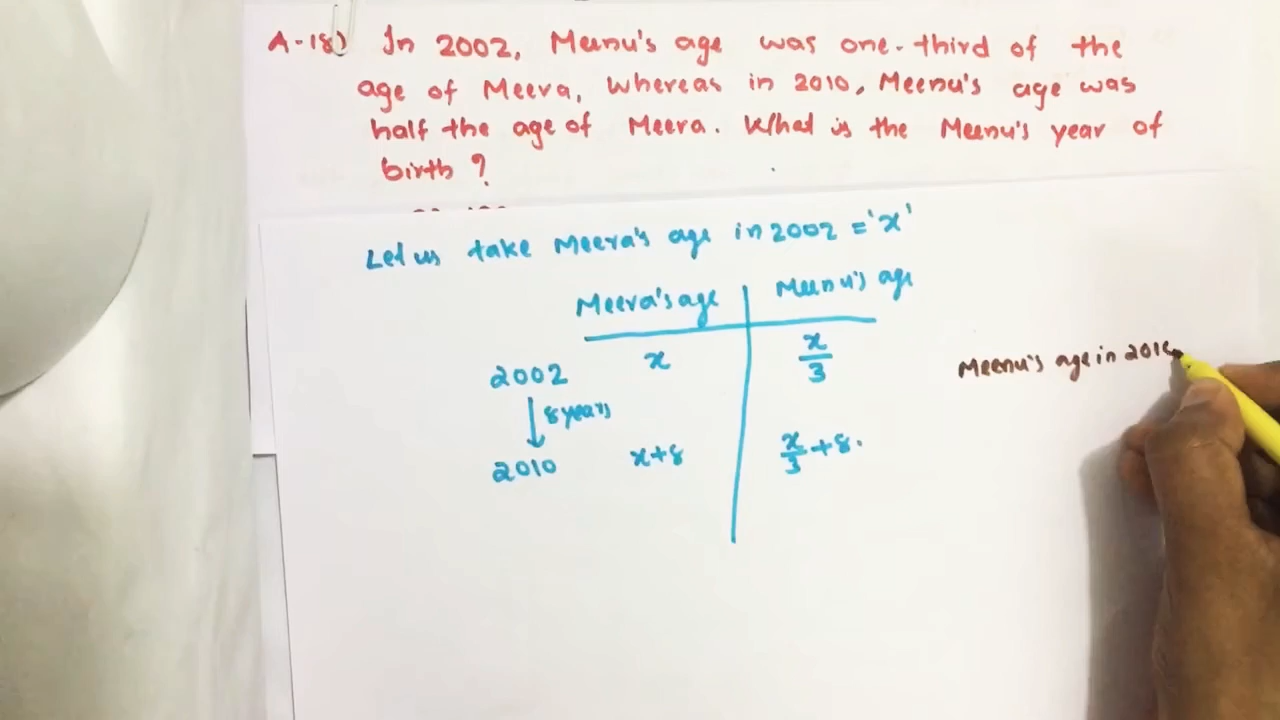 A-18) In 2002, Meenu's age was one-third of the
age of Meera, whereas in 2010, Meenu's age was
half the age of Meera. What is the Meenu's year of
birth ?
Let us take Meera's age in 2002 = 'x'
Meera's age Meenu's age
2002 x x/3
8 years
2010 x+8 x/3+8.
Meenu's age in 201